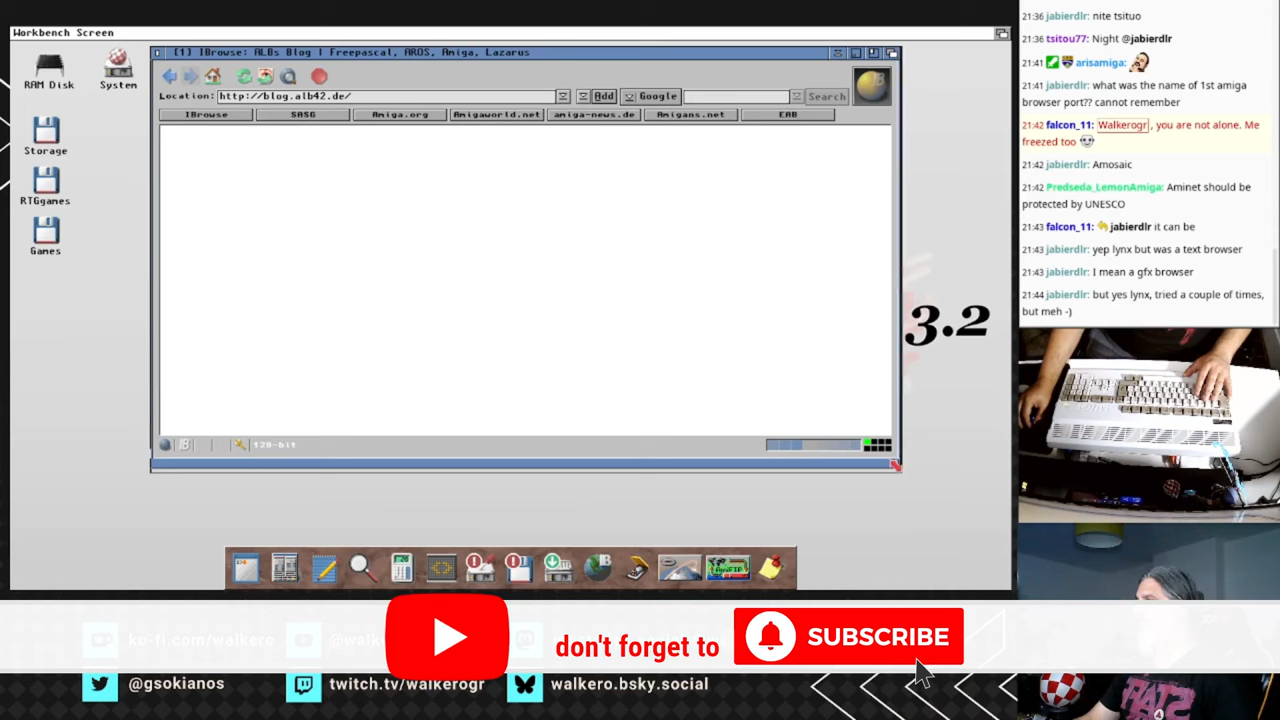 Workbench Screen
RAM Disk
System
Storage
RTGgames
Games
[1] IBrouse: ALBs Blog | Freepascal, AROS, Amiga, Lazarus
Location: http://blog.alb42.de/ Add Google Search
IBrowse SASG Amiga.org Amigaworld.net amiga-news.de Amigans.net EAB
128-bit
3.2
21:36 jabierdlr: nite tsituo
21:36 tsitou77: Night @jabierdlr
21:41 arisamiga:
21:41 jabierdlr: what was the name of 1st amiga
browser port?? cannot remember
21:42 falcon_11: Walkerogr, you are not alone. Me
freezed too
21:42 jabierdlr: Amosaic
21:42 Predseda_LemonAmiga: Aminet should be
protected by UNESCO
21:43 falcon_11: jabierdlr it can be
21:43 jabierdlr: yep lynx but was a text browser
21:43 jabierdlr: I mean a gfx browser
21:44 jabierdlr: but yes lynx, tried a couple of times,
but meh -)
AmiFTP
ko-fi.com/walkero @walk
don't forget to SUBSCRIBE
@gsokianos twitch.tv/walkerogr walkero.bsky.social